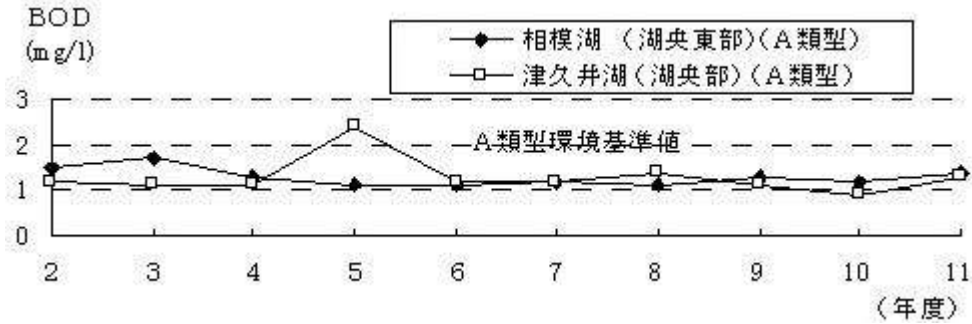 BOD
(mg/l)
相模湖 (湖央東部)(A類型)
津久井湖(湖央部)(A類型)
3
2
A類型環境基準値
1
0
2 3 4 5 6 7 8 9 10 11
(年度)